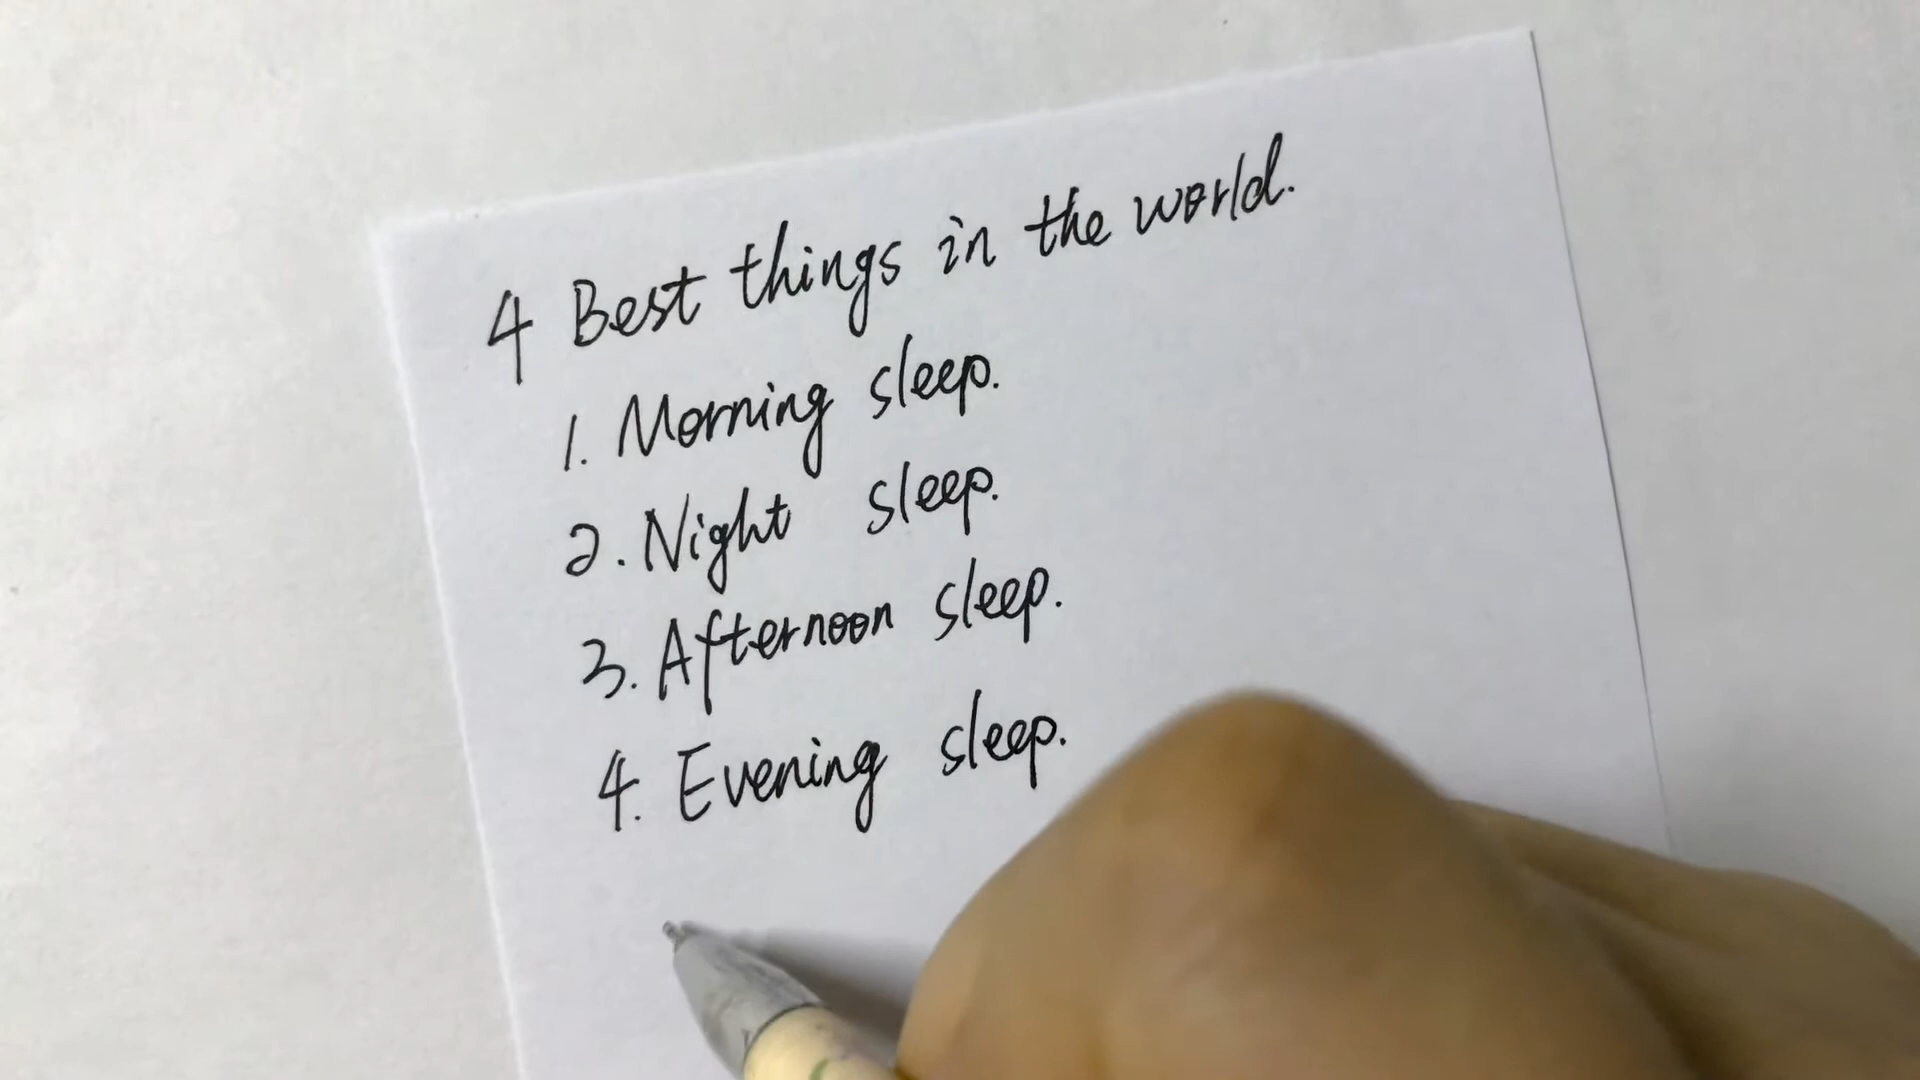 4 Best things in the world.
1. Morning sleep.
2. Night sleep.
3. Afternoon sleep.
4. Evening sleep.